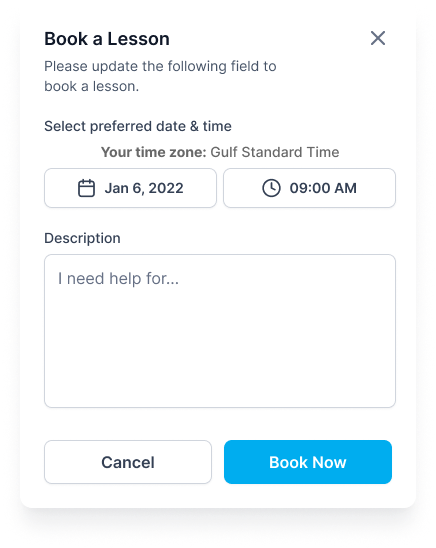 Book a Lesson
Please update the following field to
book a lesson.
Select preferred date & time
Your time zone: Gulf Standard Time
Jan 6, 2022
09:00 AM
Description
I need help for...
Cancel
Book Now